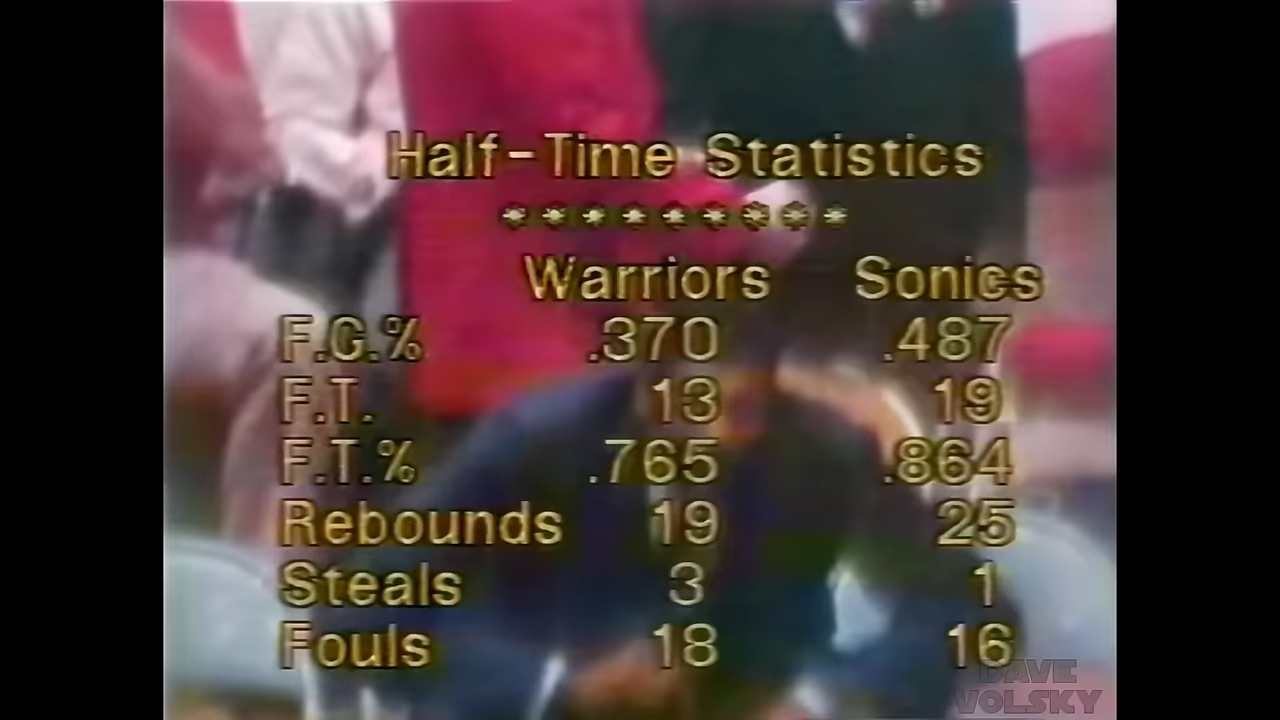 Half-Time Statistics
*********
Warriors Sonics
F.G.% .370 .487
F.T. 13 19
F.T.% .765 .864
Rebounds 19 25
Steals 3 1
Fouls 18 16
DAVE
VOLSKY